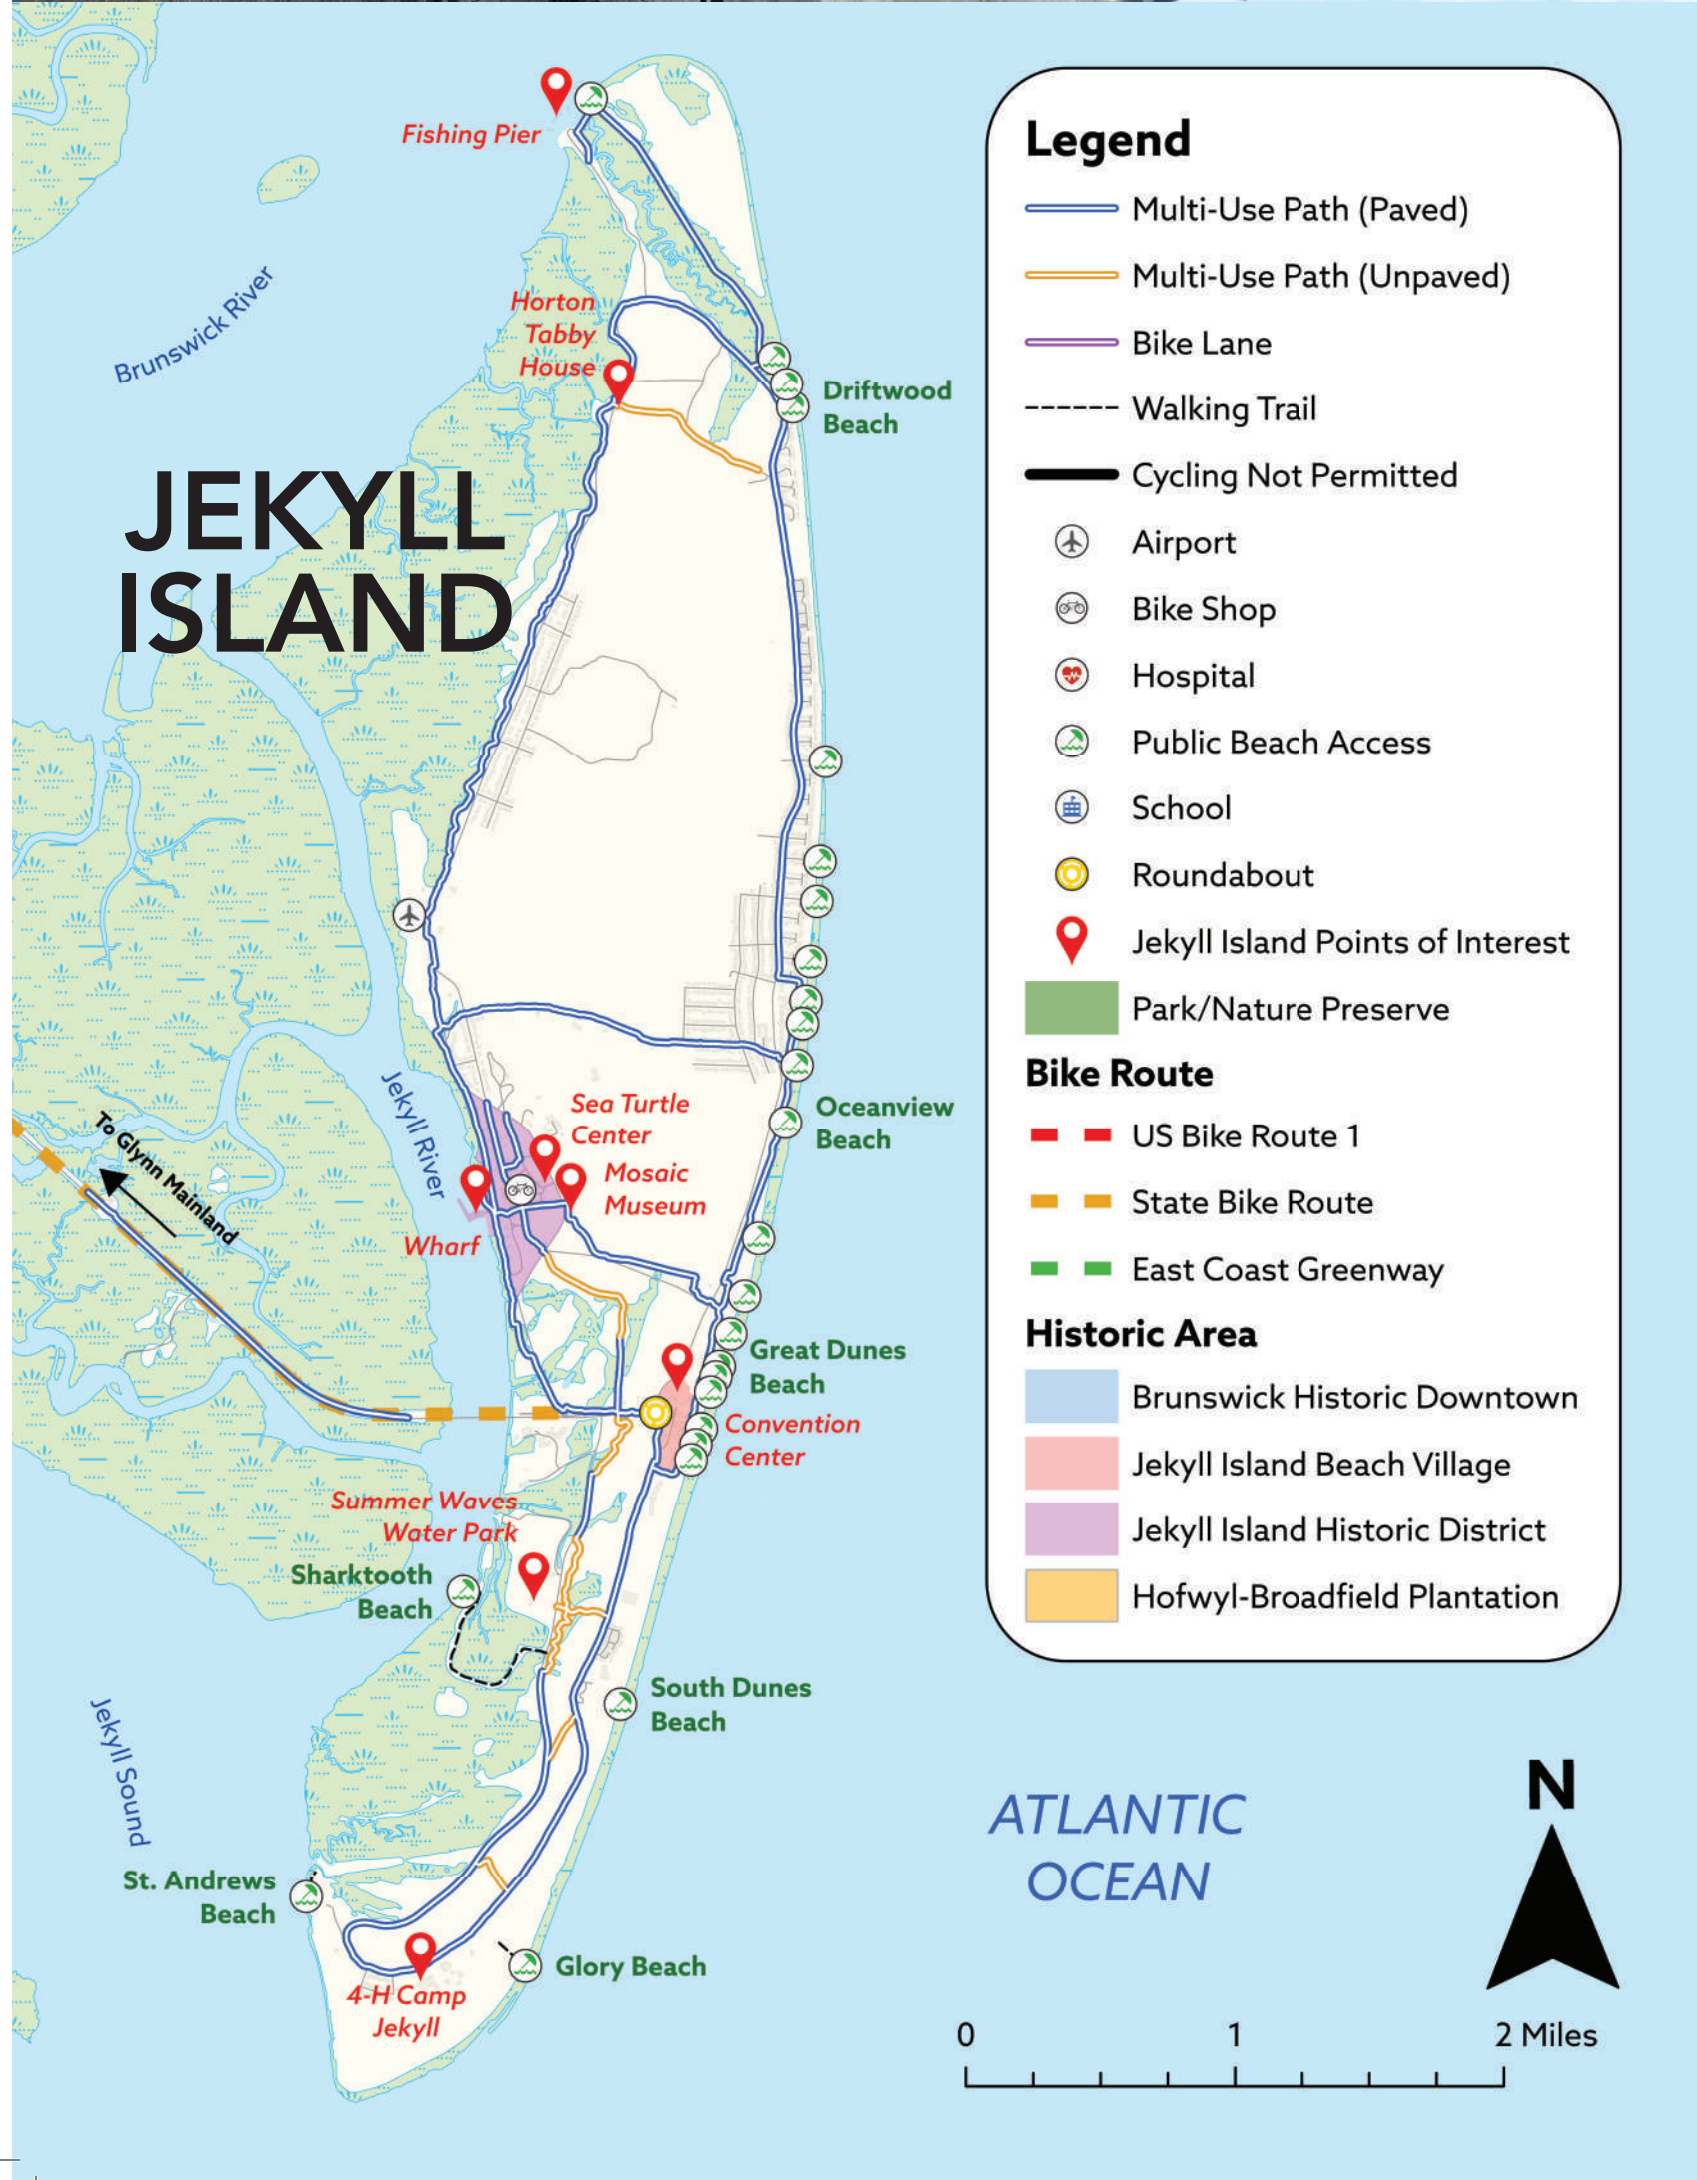 Fishing Pier
Brunswick River
Horton
Tabby
House
Driftwood
Beach
JEKYLL
ISLAND
Jekyll River
To Glynn Mainland
Sea Turtle
Center
Mosaic
Museum
Wharf
Oceanview
Beach
Great Dunes
Beach
Convention
Center
Summer Waves
Water Park
Sharktooth
Beach
South Dunes
Beach
Jekyll Sound
St. Andrews
Beach
Glory Beach
4-H Camp
Jekyll
Legend
Multi-Use Path (Paved)
Multi-Use Path (Unpaved)
Bike Lane
Walking Trail
Cycling Not Permitted
Airport
Bike Shop
Hospital
Public Beach Access
School
Roundabout
Jekyll Island Points of Interest
Park/Nature Preserve
Bike Route
US Bike Route 1
State Bike Route
East Coast Greenway
Historic Area
Brunswick Historic Downtown
Jekyll Island Beach Village
Jekyll Island Historic District
Hofwyl-Broadfield Plantation
ATLANTIC
OCEAN
N
0 1 2 Miles